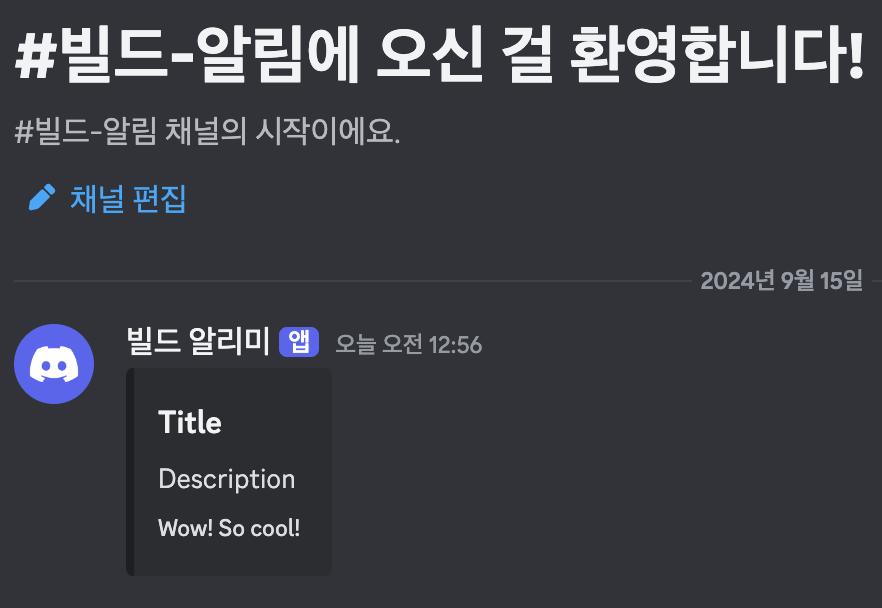 #빌드-알림에 오신 걸 환영합니다!
#빌드-알림 채널의 시작이에요.
채널 편집
2024년 9월 15일
빌드 알리미 앱 오늘 오전 12:56
Title
Description
Wow! So cool!